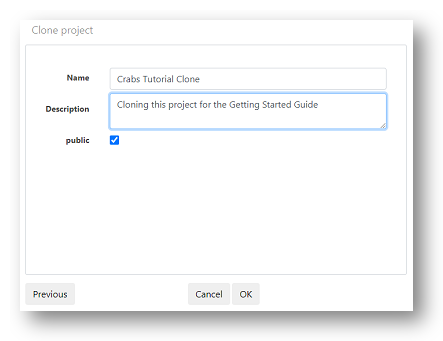 Clone project
Name
Crabs Tutorial Clone
Description
Cloning this project for the Getting Started Guide
public
Previous
Cancel
OK